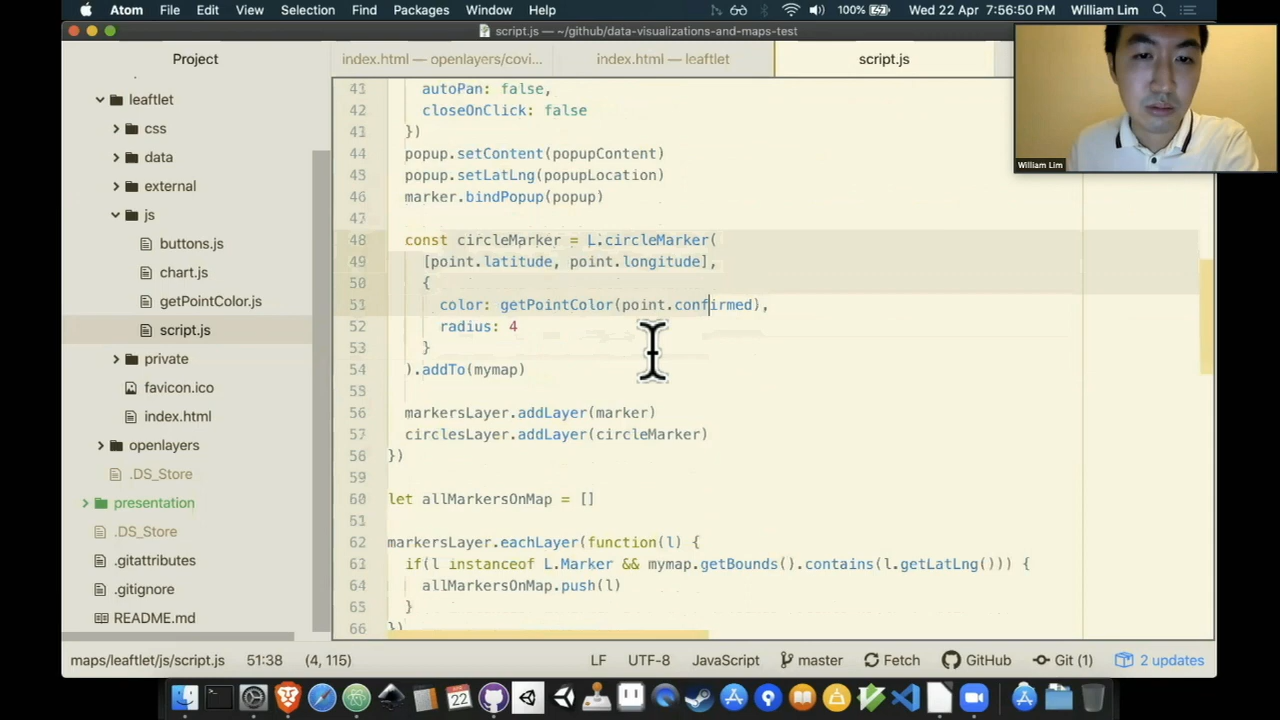 Atom File Edit View Selection Find Packages Window Help 100% Wed 22 Apr 7:56:50 PM William Lim
script.js — ~/github/data-visualizations-and-maps-test
Project
index.html — openlayers/covi...
index.html — leaftlet
script.js
William Lim
leaftlet
css
data
external
js
buttons.js
chart.js
getPointColor.js
script.js
private
favicon.ico
index.html
openlayers
.DS_Store
presentation
.DS_Store
.gitattributes
.gitignore
README.md
41 autoPan: false,
42 closeOnClick: false
43 })
44 popup.setContent(popupContent)
45 popup.setLatLng(popupLocation)
46 marker.bindPopup(popup)
47
48 const circleMarker = L.circleMarker(
49 [point.latitude, point.longitude],
50 {
51 color: getPointColor(point.confirmed),
52 radius: 4
53 }
54 ).addTo(mymap)
55
56 markersLayer.addLayer(marker)
57 circlesLayer.addLayer(circleMarker)
58 })
59
60 let allMarkersOnMap = []
61
62 markersLayer.eachLayer(function(l) {
63 if(l instanceof L.Marker && mymap.getBounds().contains(l.getLatLng())) {
64 allMarkersOnMap.push(l)
65 }
66 })
maps/leaftlet/js/script.js 51:38 (4, 115) LF UTF-8 JavaScript master Fetch GitHub Git (1) 2 updates
22